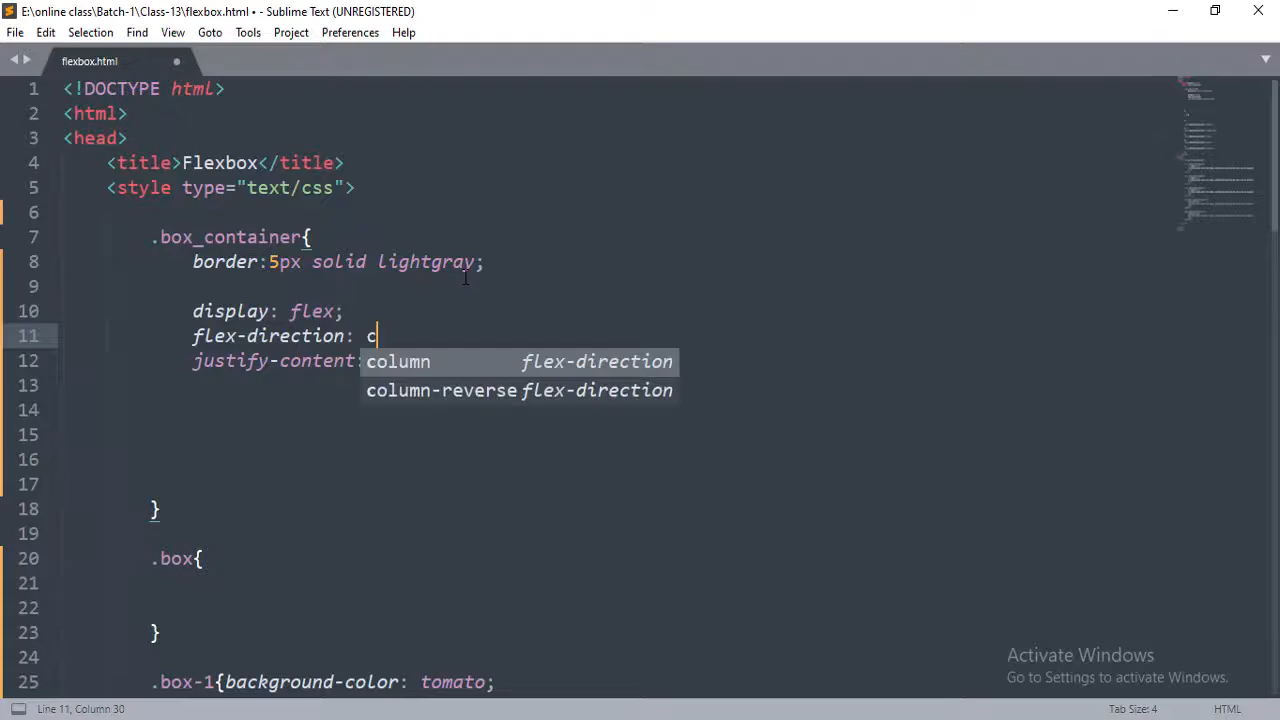 E:\online class\Batch-1\Class-13\flexbox.html • - Sublime Text (UNREGISTERED)
File Edit Selection Find View Goto Tools Project Preferences Help
flexbox.html
1 <!DOCTYPE html>
2 <html>
3 <head>
4 <title>Flexbox</title>
5 <style type="text/css">
6
7 .box_container{
8 border:5px solid lightgray;
9
10 display: flex;
11 flex-direction: c
column flex-direction
12 justify-content:
column-reverse flex-direction
13
14
15
16
17
18 }
19
20 .box{
21
22
23 }
24
25 .box-1{background-color: tomato;
Activate Windows
Go to Settings to activate Windows.
Line 11, Column 30 Tab Size: 4 HTML